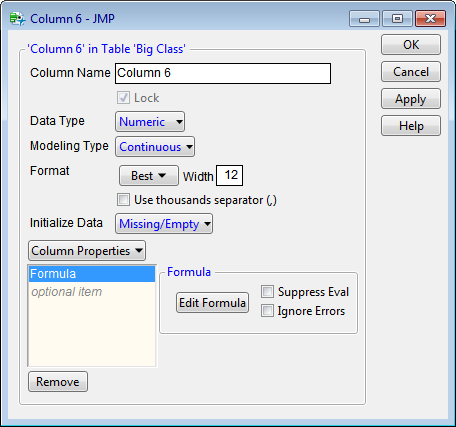 Column 6 - JMP
'Column 6' in Table 'Big Class'
OK
Column Name Column 6
Cancel
Lock
Apply
Data Type Numeric
Help
Modeling Type Continuous
Format Best Width 12
Use thousands separator (,)
Initialize Data Missing/Empty
Column Properties
Formula
optional item
Formula
Edit Formula
Suppress Eval
Ignore Errors
Remove